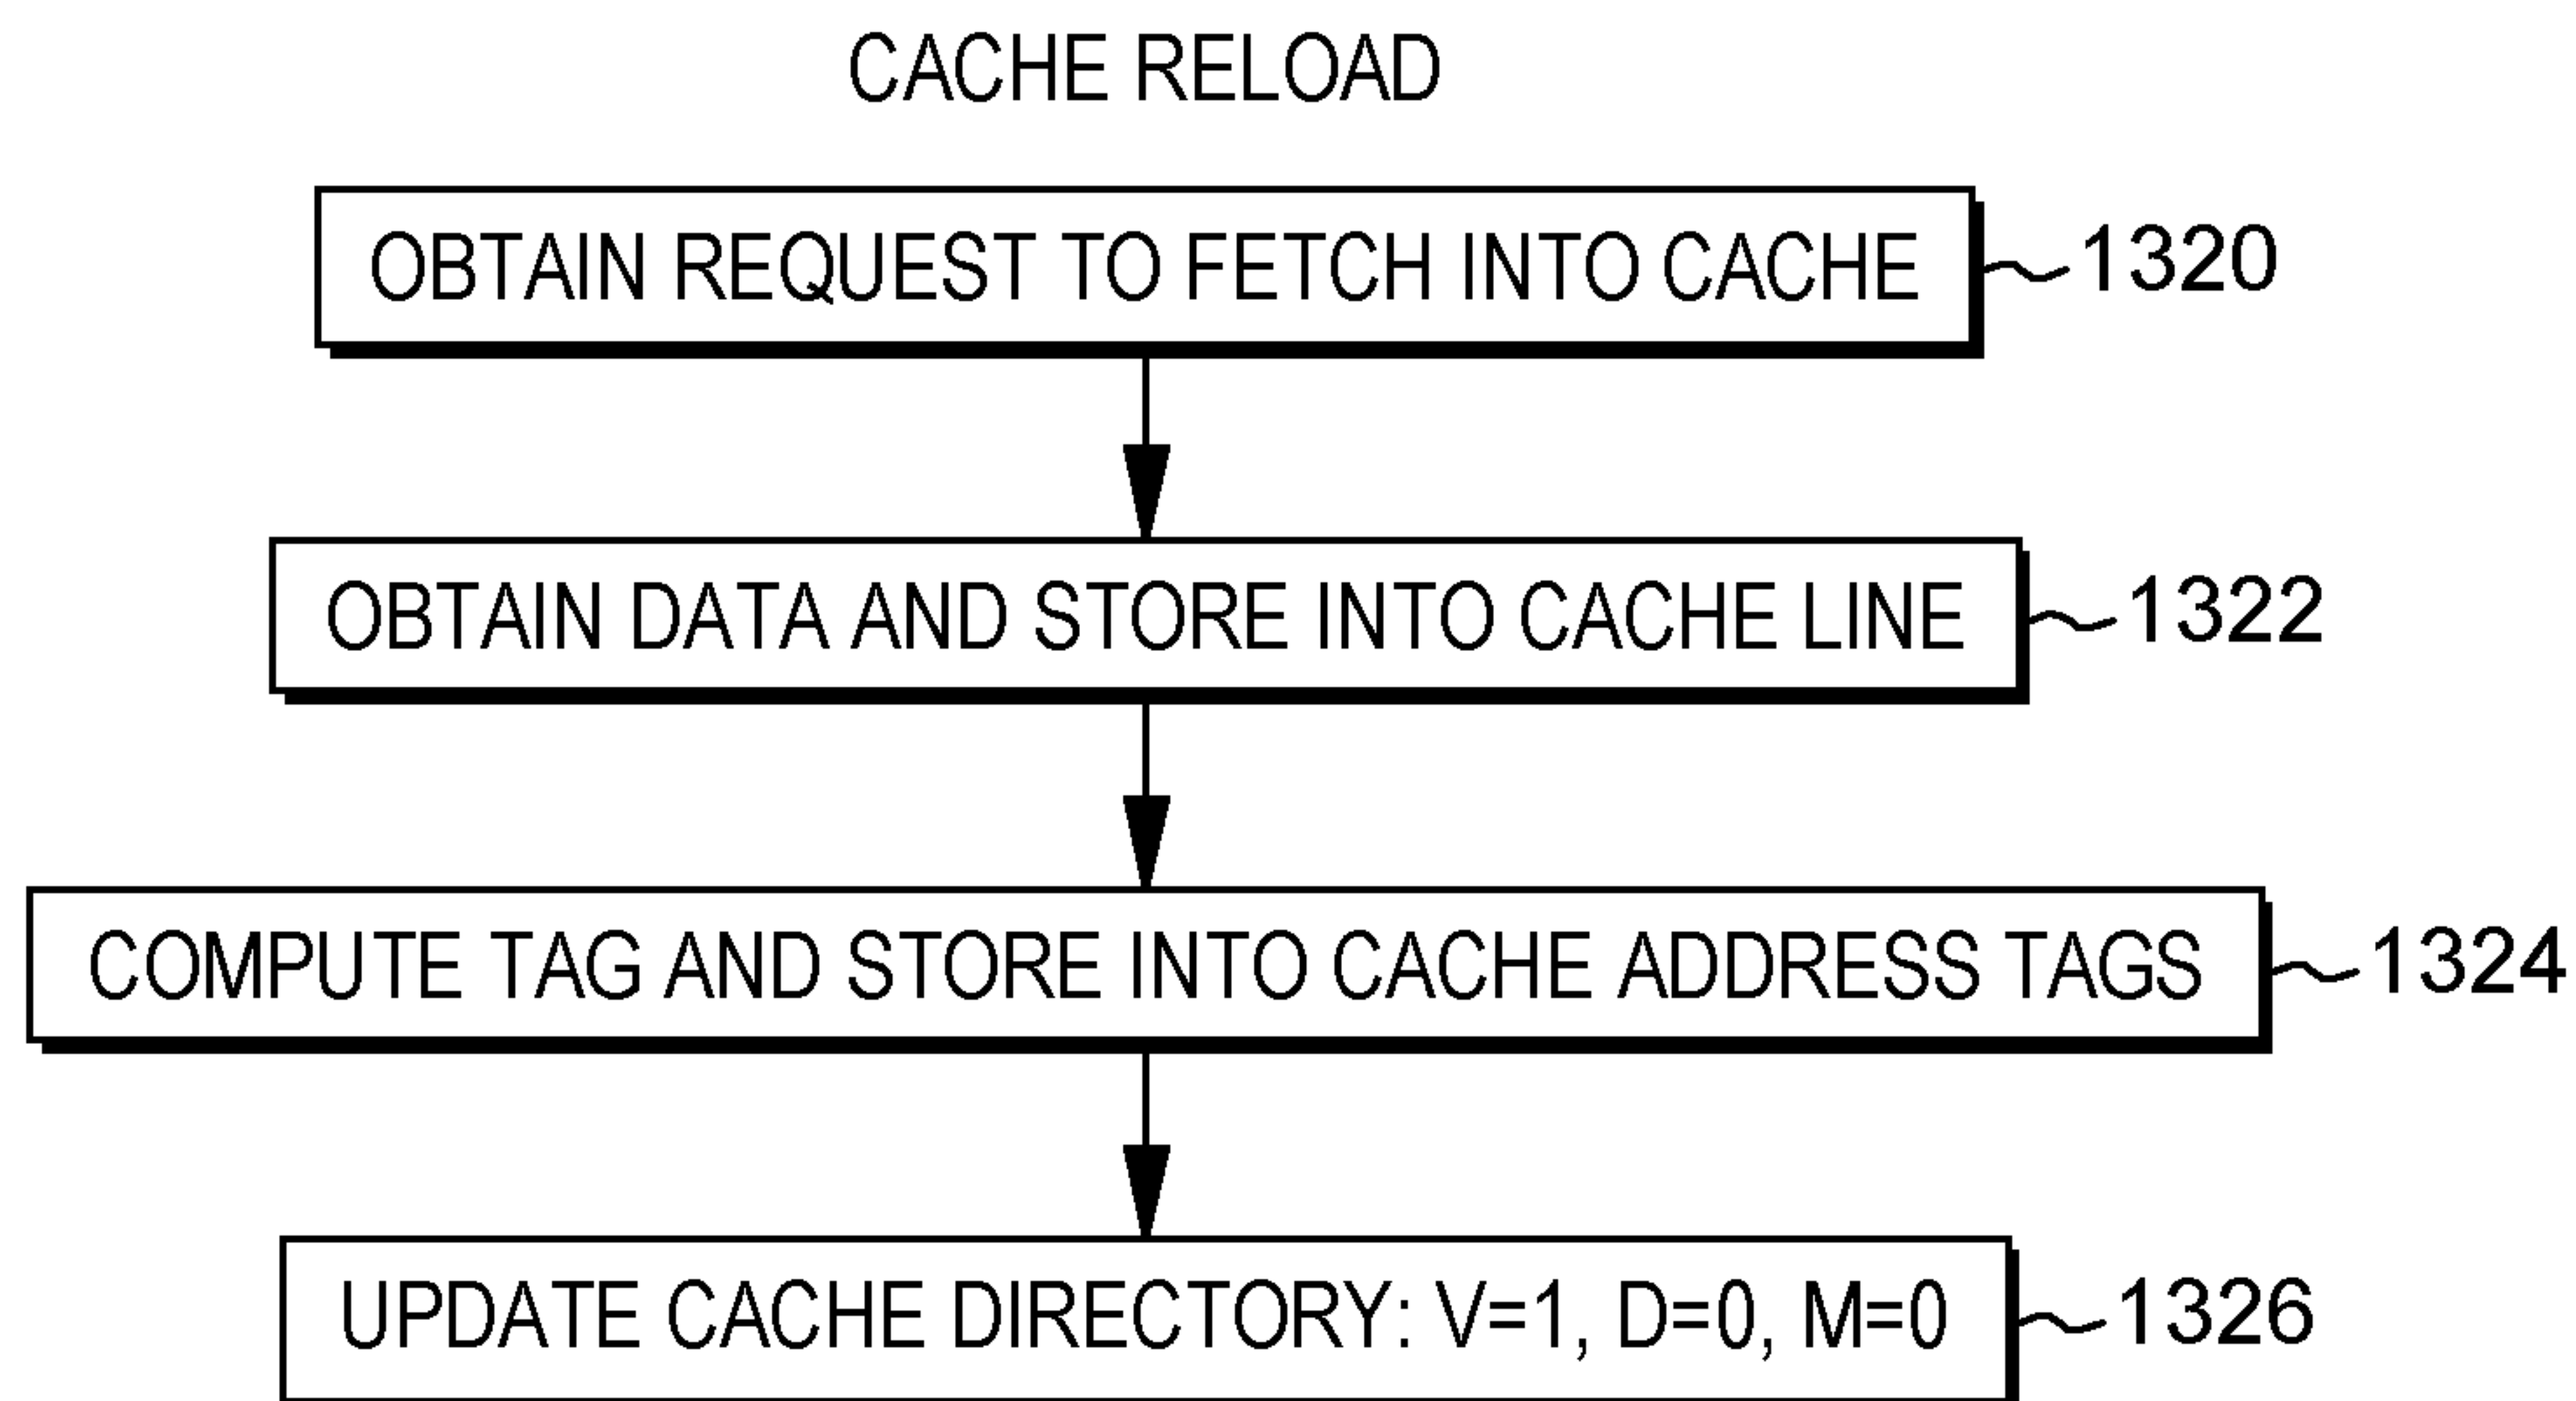 CACHE RELOAD
OBTAIN REQUEST TO FETCH INTO CACHE 1320
OBTAIN DATA AND STORE INTO CACHE LINE 1322
COMPUTE TAG AND STORE INTO CACHE ADDRESS TAGS 1324
UPDATE CACHE DIRECTORY: V=1, D=0, M=0 1326